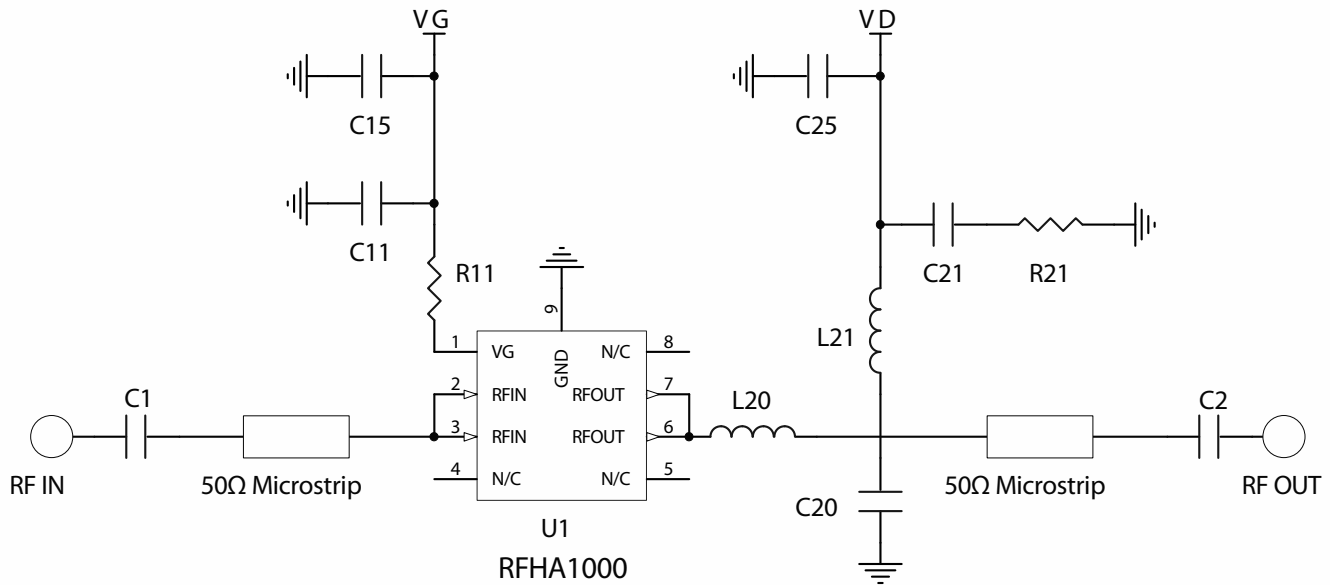 VG
VD
C15
C25
C11
R11
C21
R21
L21
9
1
VG
GND
N/C
8
2
RFIN
RFOUT
7
3
RFIN
RFOUT
6
4
N/C
N/C
5
C1
L20
C2
RF IN
50Ω Microstrip
C20
50Ω Microstrip
RF OUT
U1
RFHA1000